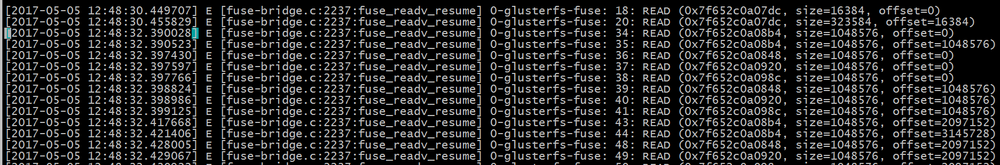 [2017-05-05 12:48:30.449707] E [fuse-bridge.c:2237:fuse_readv_resume] 0-glusterfs-fuse: 18: READ (0x7f652c0a07dc, size=16384, offset=0)
[2017-05-05 12:48:30.455829] E [fuse-bridge.c:2237:fuse_readv_resume] 0-glusterfs-fuse: 20: READ (0x7f652c0a07dc, size=323584, offset=16384)
[2017-05-05 12:48:32.390028] E [fuse-bridge.c:2237:fuse_readv_resume] 0-glusterfs-fuse: 34: READ (0x7f652c0a08b4, size=1048576, offset=0)
[2017-05-05 12:48:32.390523] E [fuse-bridge.c:2237:fuse_readv_resume] 0-glusterfs-fuse: 35: READ (0x7f652c0a08b4, size=1048576, offset=1048576)
[2017-05-05 12:48:32.397430] E [fuse-bridge.c:2237:fuse_readv_resume] 0-glusterfs-fuse: 36: READ (0x7f652c0a0848, size=1048576, offset=0)
[2017-05-05 12:48:32.397597] E [fuse-bridge.c:2237:fuse_readv_resume] 0-glusterfs-fuse: 37: READ (0x7f652c0a0920, size=1048576, offset=0)
[2017-05-05 12:48:32.397766] E [fuse-bridge.c:2237:fuse_readv_resume] 0-glusterfs-fuse: 38: READ (0x7f652c0a098c, size=1048576, offset=0)
[2017-05-05 12:48:32.398824] E [fuse-bridge.c:2237:fuse_readv_resume] 0-glusterfs-fuse: 39: READ (0x7f652c0a0848, size=1048576, offset=1048576)
[2017-05-05 12:48:32.398986] E [fuse-bridge.c:2237:fuse_readv_resume] 0-glusterfs-fuse: 40: READ (0x7f652c0a0920, size=1048576, offset=1048576)
[2017-05-05 12:48:32.399125] E [fuse-bridge.c:2237:fuse_readv_resume] 0-glusterfs-fuse: 41: READ (0x7f652c0a098c, size=1048576, offset=1048576)
[2017-05-05 12:48:32.417668] E [fuse-bridge.c:2237:fuse_readv_resume] 0-glusterfs-fuse: 43: READ (0x7f652c0a08b4, size=1048576, offset=2097152)
[2017-05-05 12:48:32.421406] E [fuse-bridge.c:2237:fuse_readv_resume] 0-glusterfs-fuse: 44: READ (0x7f652c0a08b4, size=1048576, offset=3145728)
[2017-05-05 12:48:32.428005] E [fuse-bridge.c:2237:fuse_readv_resume] 0-glusterfs-fuse: 48: READ (0x7f652c0a0848, size=1048576, offset=2097152)
[2017-05-05 12:48:32.429067] E [fuse-bridge.c:2237:fuse_readv_resume] 0-glusterfs-fuse: 49: READ (0x7f652c0a0920, size=1048576, offset=2097152)